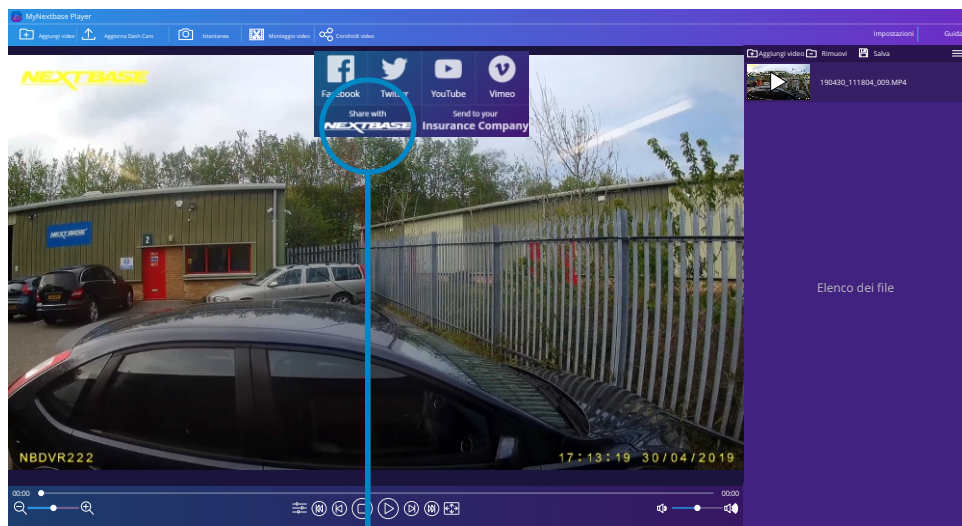 MyNextbase Player
Aggiungi video Aggiorna Dash Cam Istantanea Montaggio video Condividi video Impostazioni Guida
Aggiungi video Rimuovi Salva
NEXTBASE
Facebook Twitter YouTube Vimeo
Share with
NEXTBASE
Send to your
Insurance Company
190430_111804_009.MP4
NEXTBASE
2
Elenco dei file
NBDVR222
17:13:19 30/04/2019
00:00 00:00